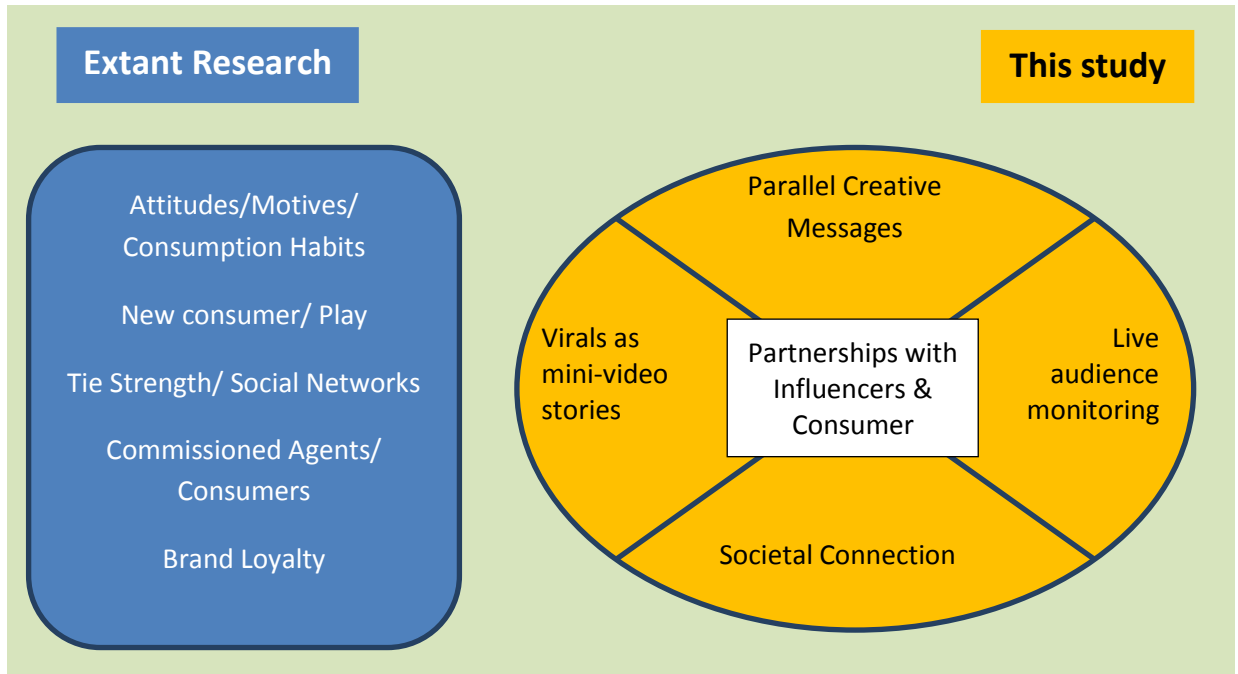 Extant Research
This study
Attitudes/Motives/
Consumption Habits
New consumer/ Play
Tie Strength/ Social Networks
Commissioned Agents/
Consumers
Brand Loyalty
Parallel Creative
Messages
Virals as
mini-video
stories
Partnerships with
Influencers &
Consumer
Live
audience
monitoring
Societal Connection